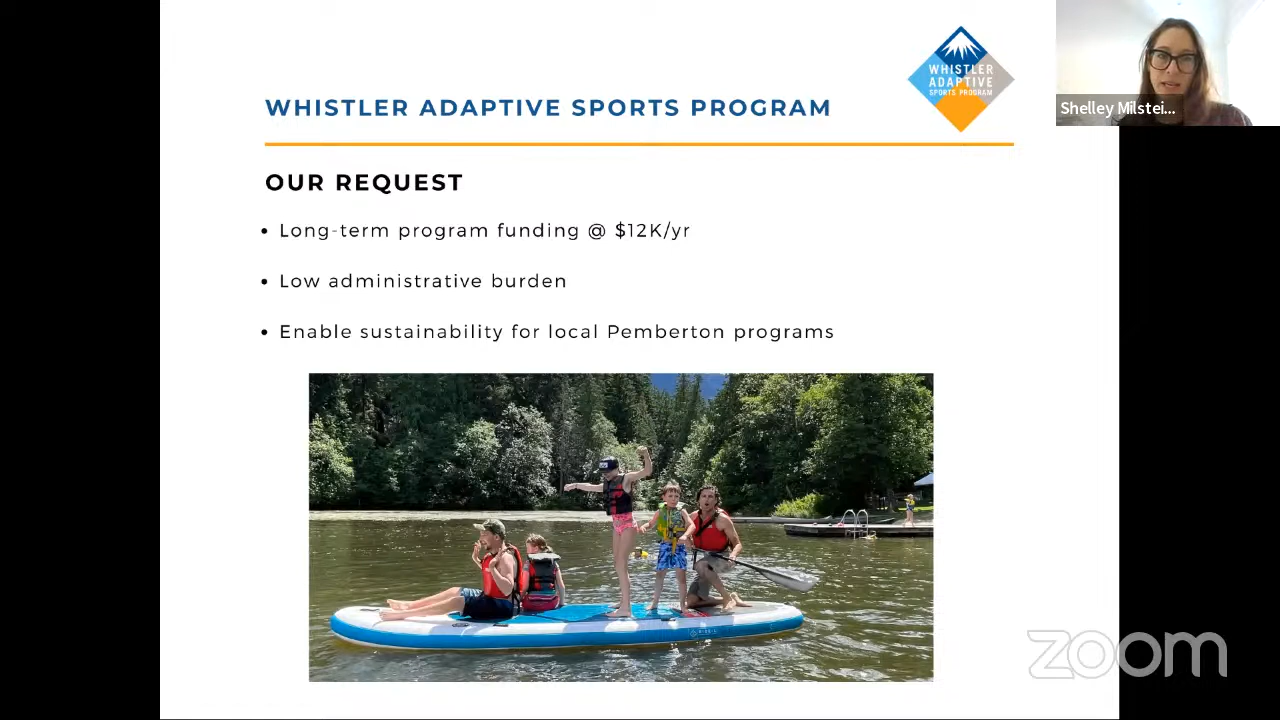 WHISTLER
ADAPTIVE
SPORTS PROGRAM
Shelley Milstei...
WHISTLER ADAPTIVE SPORTS PROGRAM
OUR REQUEST
• Long-term program funding @ $12K/yr
• Low administrative burden
• Enable sustainability for local Pemberton programs
zoom